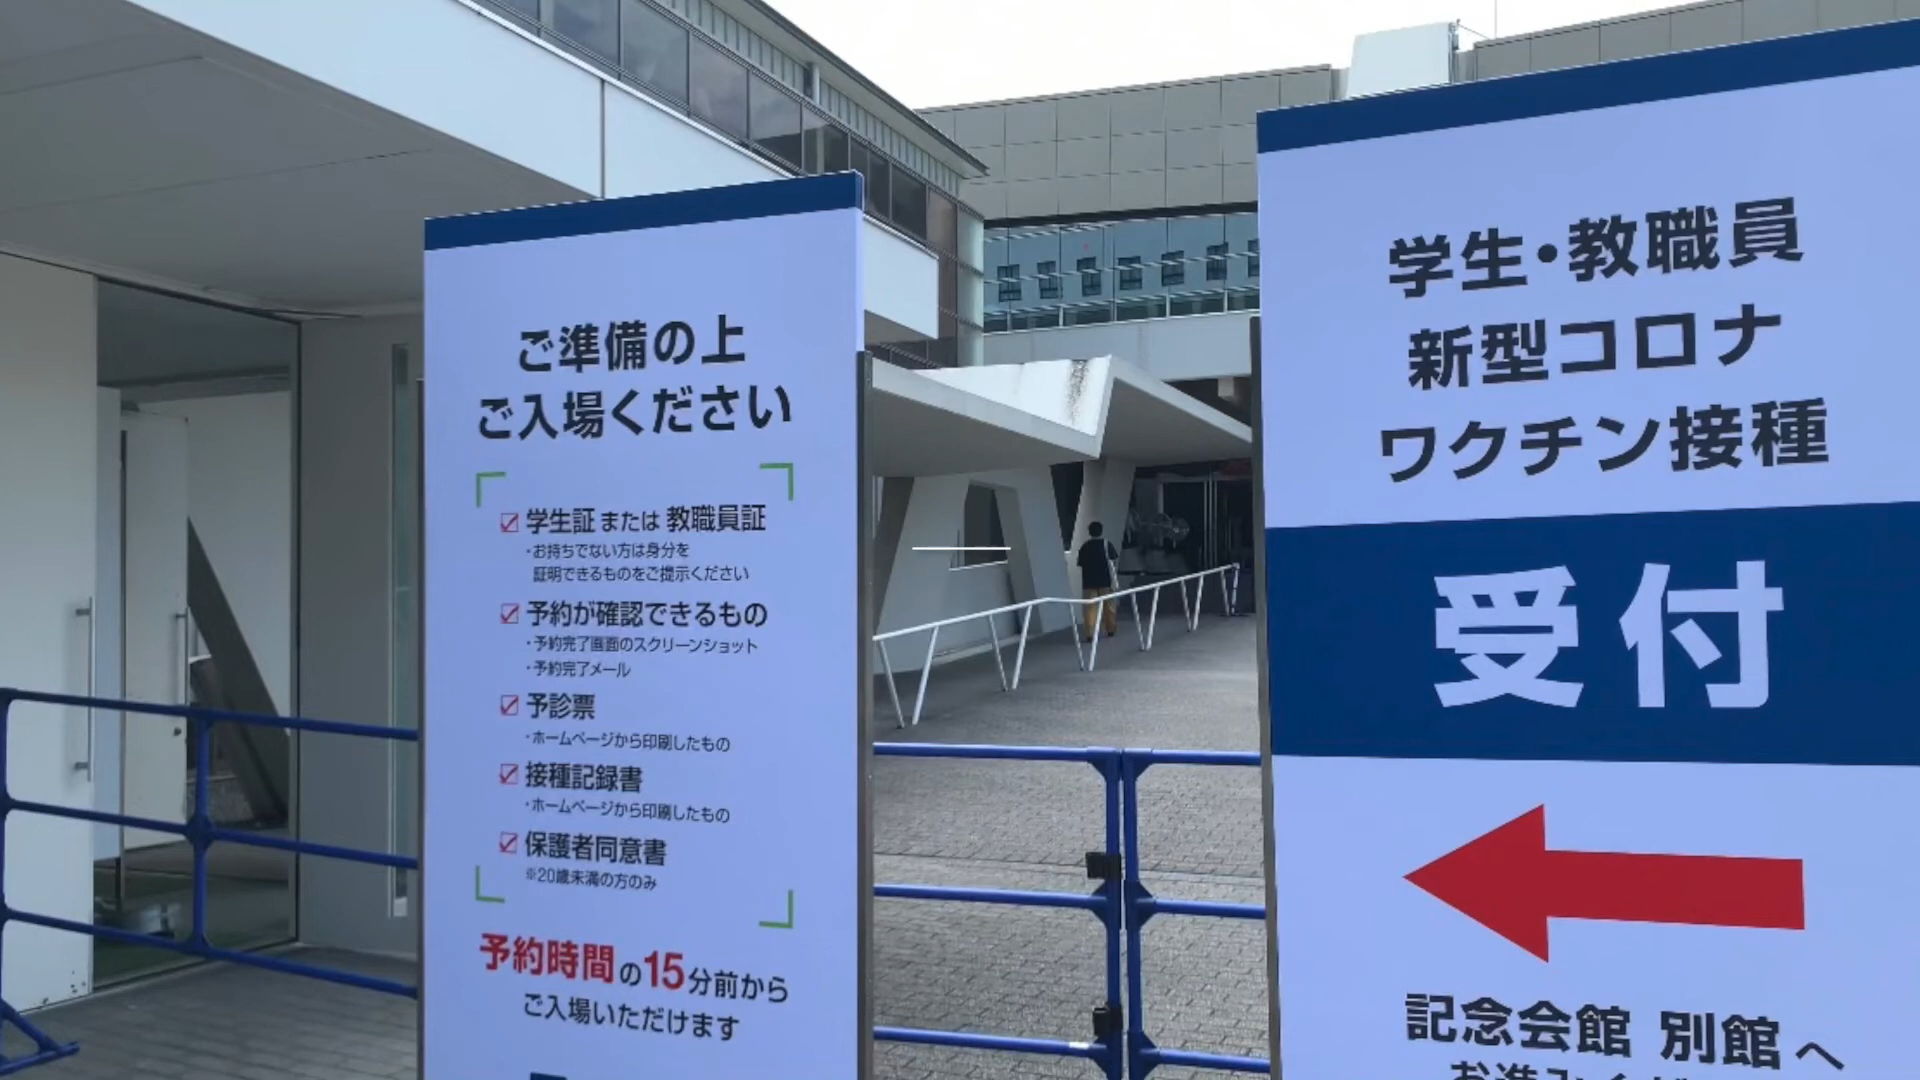 ご準備の上
ご入場ください
学生証 または 教職員証
・お持ちでない方は身分を
証明できるものをご提示ください
予約が確認できるもの
・予約完了画面のスクリーンショット
・予約完了メール
予診票
・ホームページから印刷したもの
接種記録書
・ホームページから印刷したもの
保護者同意書
※20歳未満の方のみ
予約時間の15分前から
ご入場いただけます
学生・教職員
新型コロナ
ワクチン接種
受付
記念会館 別館へ